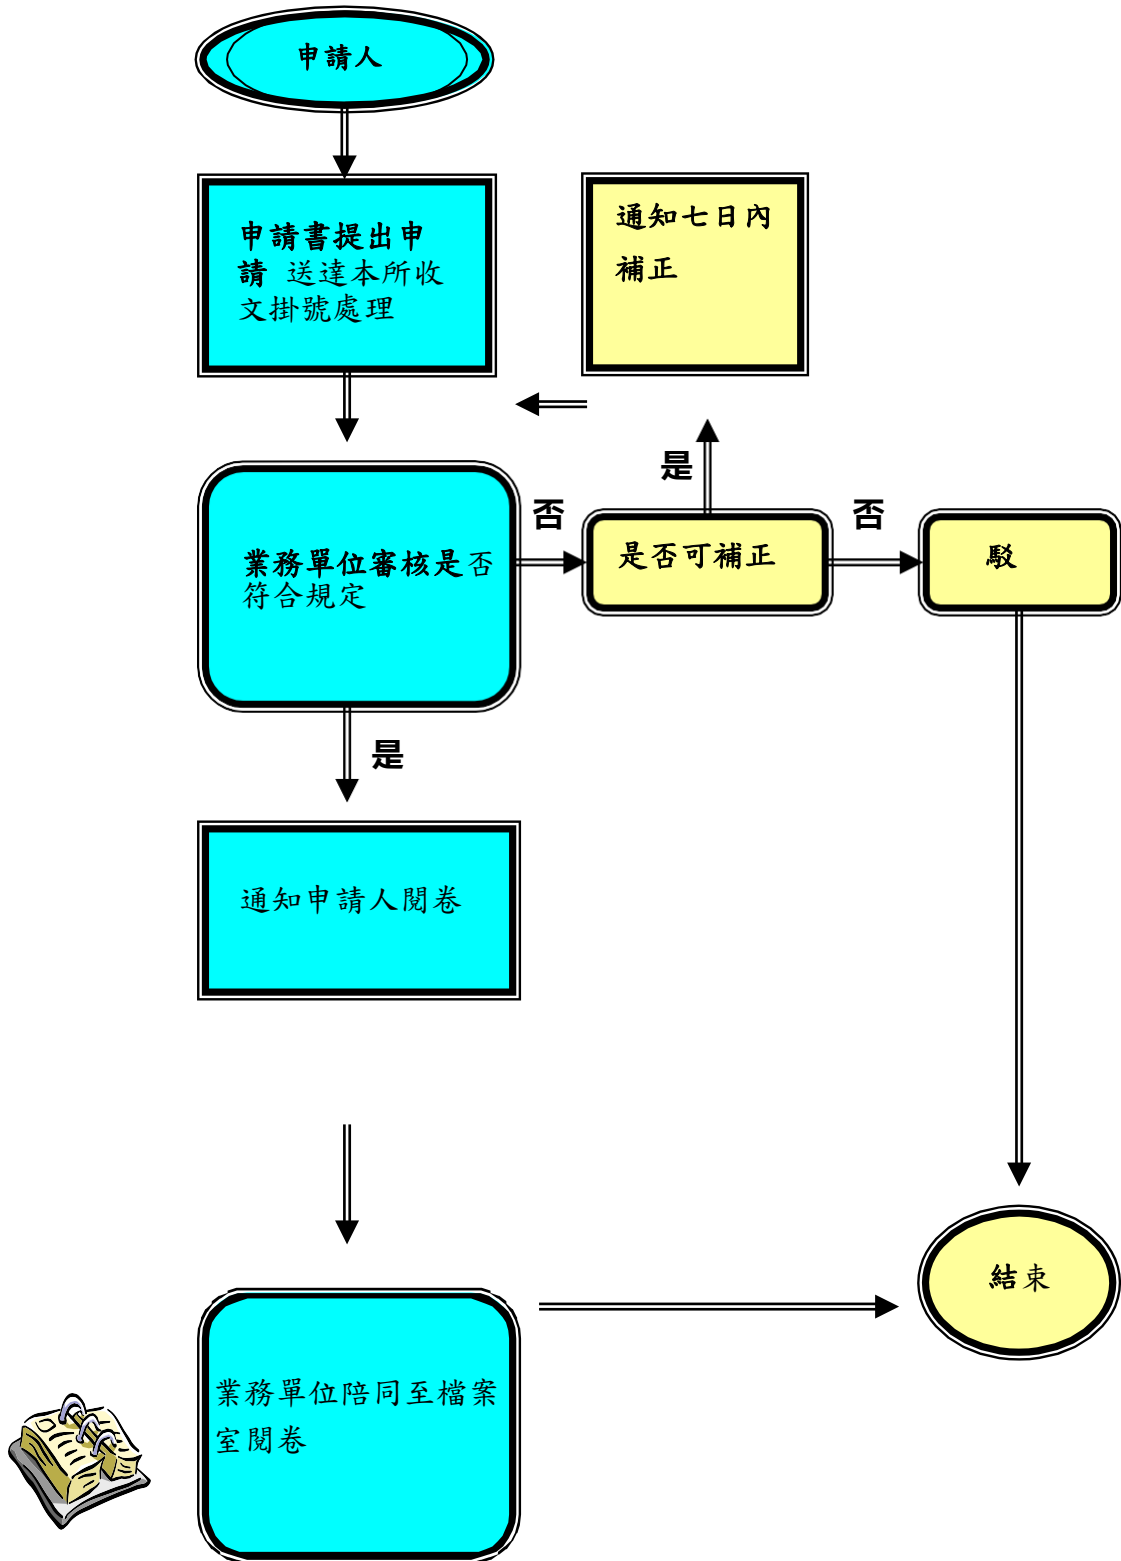 申請人
申請書提出申
請 送達本所收
文掛號處理
通知七日內
補正
是
業務單位審核是否
符合規定
否
是否可補正
否
駁
是
通知申請人閱卷
業務單位陪同至檔案
室閱卷
結束